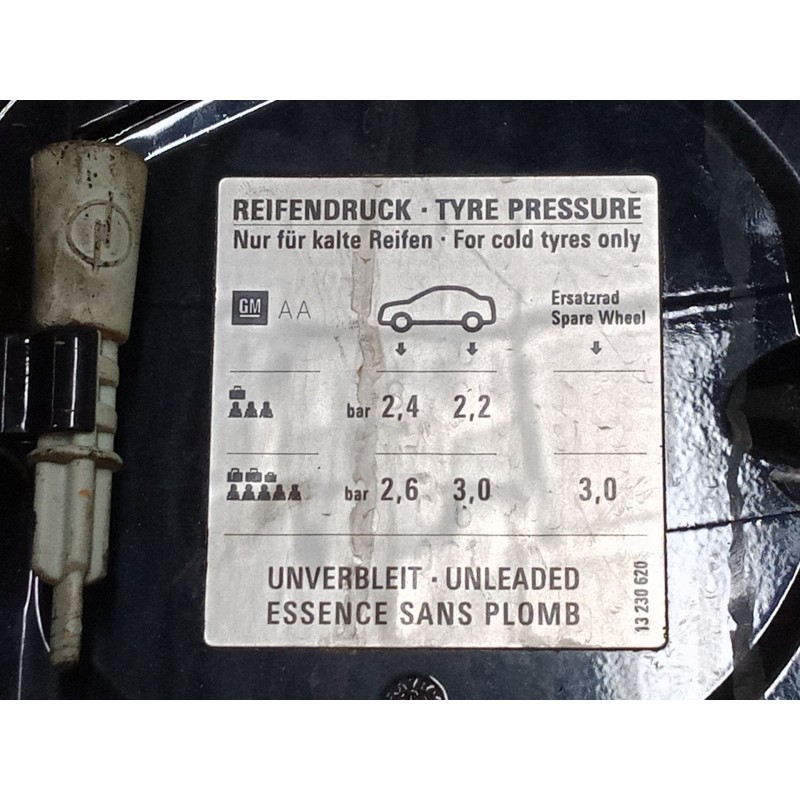 REIFENDRUCK · TYRE PRESSURE
Nur für kalte Reifen · For cold tyres only
GM AA
Ersatzrad
Spare Wheel
bar 2,4 2,2
bar 2,6 3,0 3,0
UNVERBLEIT · UNLEADED
ESSENCE SANS PLOMB
13 230 620